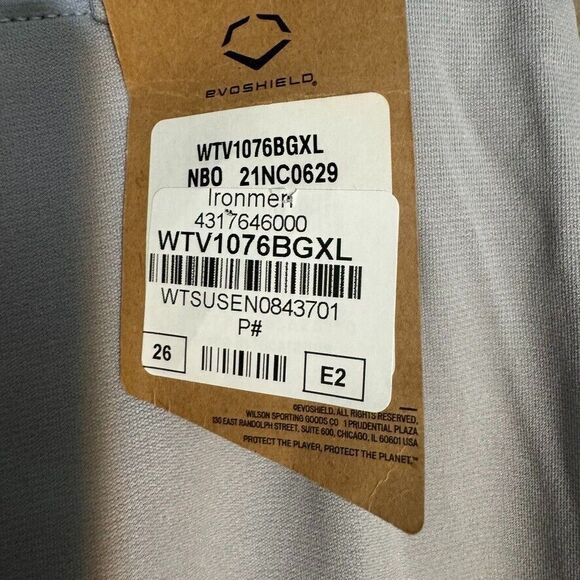 EVOSHIELD®
WTV1076BGXL
NBO 21NC0629
Ironmen
4317646000
WTV1076BGXL
WTSUSEN0843701
P#
26
E2
©EVOSHIELD. ALL RIGHTS RESERVED.
WILSON SPORTING GOODS CO 1 PRUDENTIAL PLAZA
130 EAST RANDOLPH STREET, SUITE 600, CHICAGO, IL 60601 USA
PROTECT THE PLAYER, PROTECT THE PLANET.™